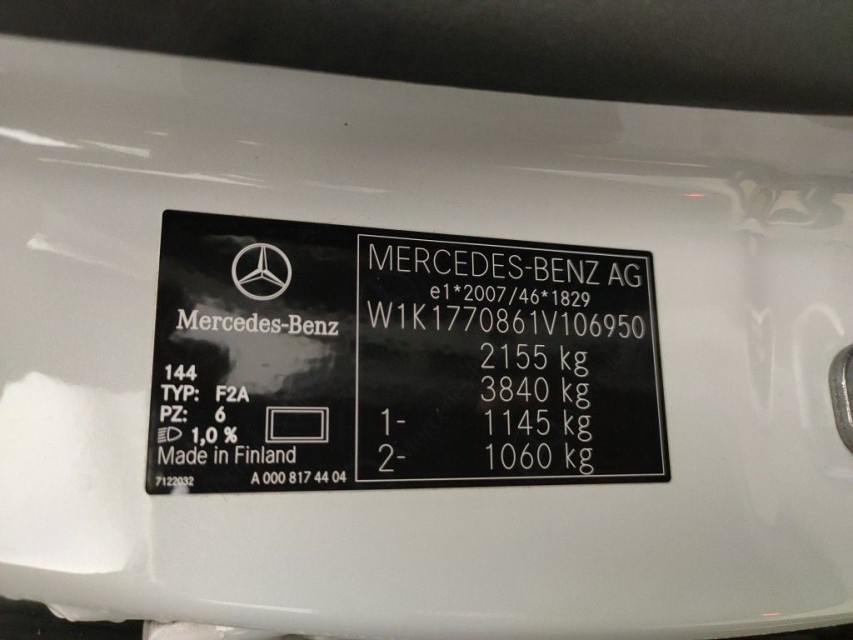 Mercedes-Benz
144
TYP: F2A
PZ: 6
1,0 %
Made in Finland
7122032 A 000 817 44 04
MERCEDES-BENZ AG
e1*2007/46*1829
W1K1770861V106950
2155 kg
3840 kg
1- 1145 kg
2- 1060 kg